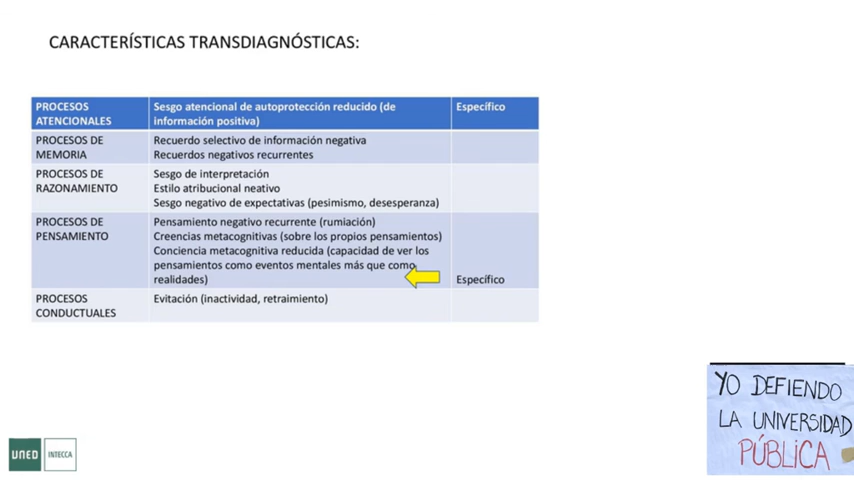 CARACTERÍSTICAS TRANSDIAGNÓSTICAS:
PROCESOS
ATENCIONALES
Sesgo atencional de autoprotección reducido (de
información positiva)
Específico
PROCESOS DE
MEMORIA
Recuerdo selectivo de información negativa
Recuerdos negativos recurrentes
PROCESOS DE
RAZONAMIENTO
Sesgo de interpretación
Estilo atribucional neativo
Sesgo negativo de expectativas (pesimismo, desesperanza)
PROCESOS DE
PENSAMIENTO
Pensamiento negativo recurrente (rumiación)
Creencias metacognitivas (sobre los propios pensamientos)
Conciencia metacognitiva reducida (capacidad de ver los
pensamientos como eventos mentales más que como
realidades)
Específico
PROCESOS
CONDUCTUALES
Evitación (inactividad, retraimiento)
YO DEFIENDO
LA UNIVERSIDAD
PÚBLICA
UNED
INTECCA